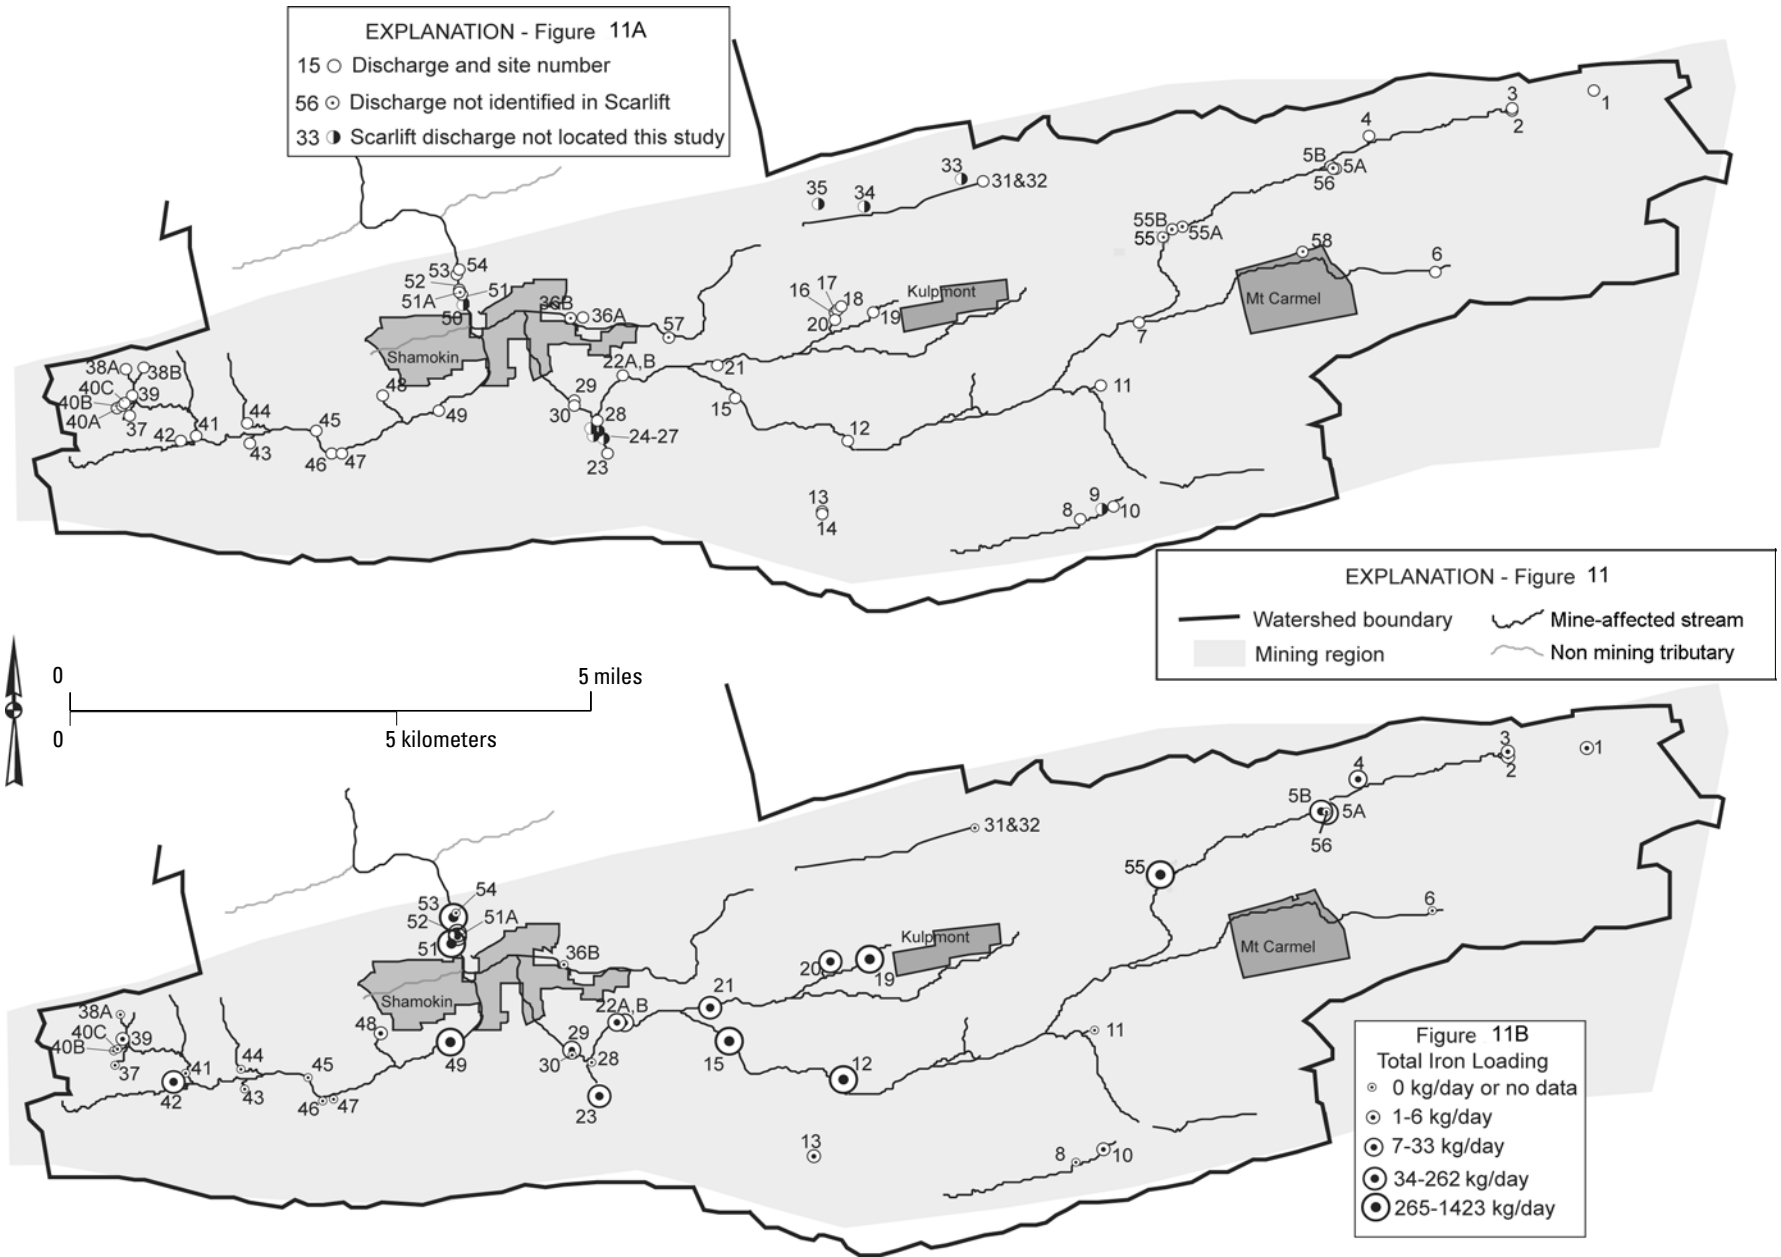 EXPLANATION - Figure 11A
15 Discharge and site number
56 Discharge not identified in Scarlift
33 Scarlift discharge not located this study
3
1
2
4
5B
5A
56
33
31&32
35
34
55B
55A
55
58
6
54
53
52
51
51A
50
36B
36A
17
16
18
20
19
Kulpmont
Mt Carmel
57
7
Shamokin
22A,B
21
38A
38B
40C
39
40B
40A
37
48
49
29
30
28
15
11
44
45
41
42
43
46
47
24-27
23
12
13
14
9
8
10
EXPLANATION - Figure 11
Watershed boundary
Mine-affected stream
Mining region
Non mining tributary
0
5 miles
0
5 kilometers
3
1
2
4
5B
5A
56
31&32
55
54
53
51A
52
51
6
36B
Kulpmont
Mt Carmel
20
19
Shamokin
21
22A,B
38A
40C
39
40B
37
48
49
29
30
28
15
11
44
45
41
42
43
46
47
12
23
13
8
10
Figure 11B
Total Iron Loading
0 kg/day or no data
1-6 kg/day
7-33 kg/day
34-262 kg/day
265-1423 kg/day